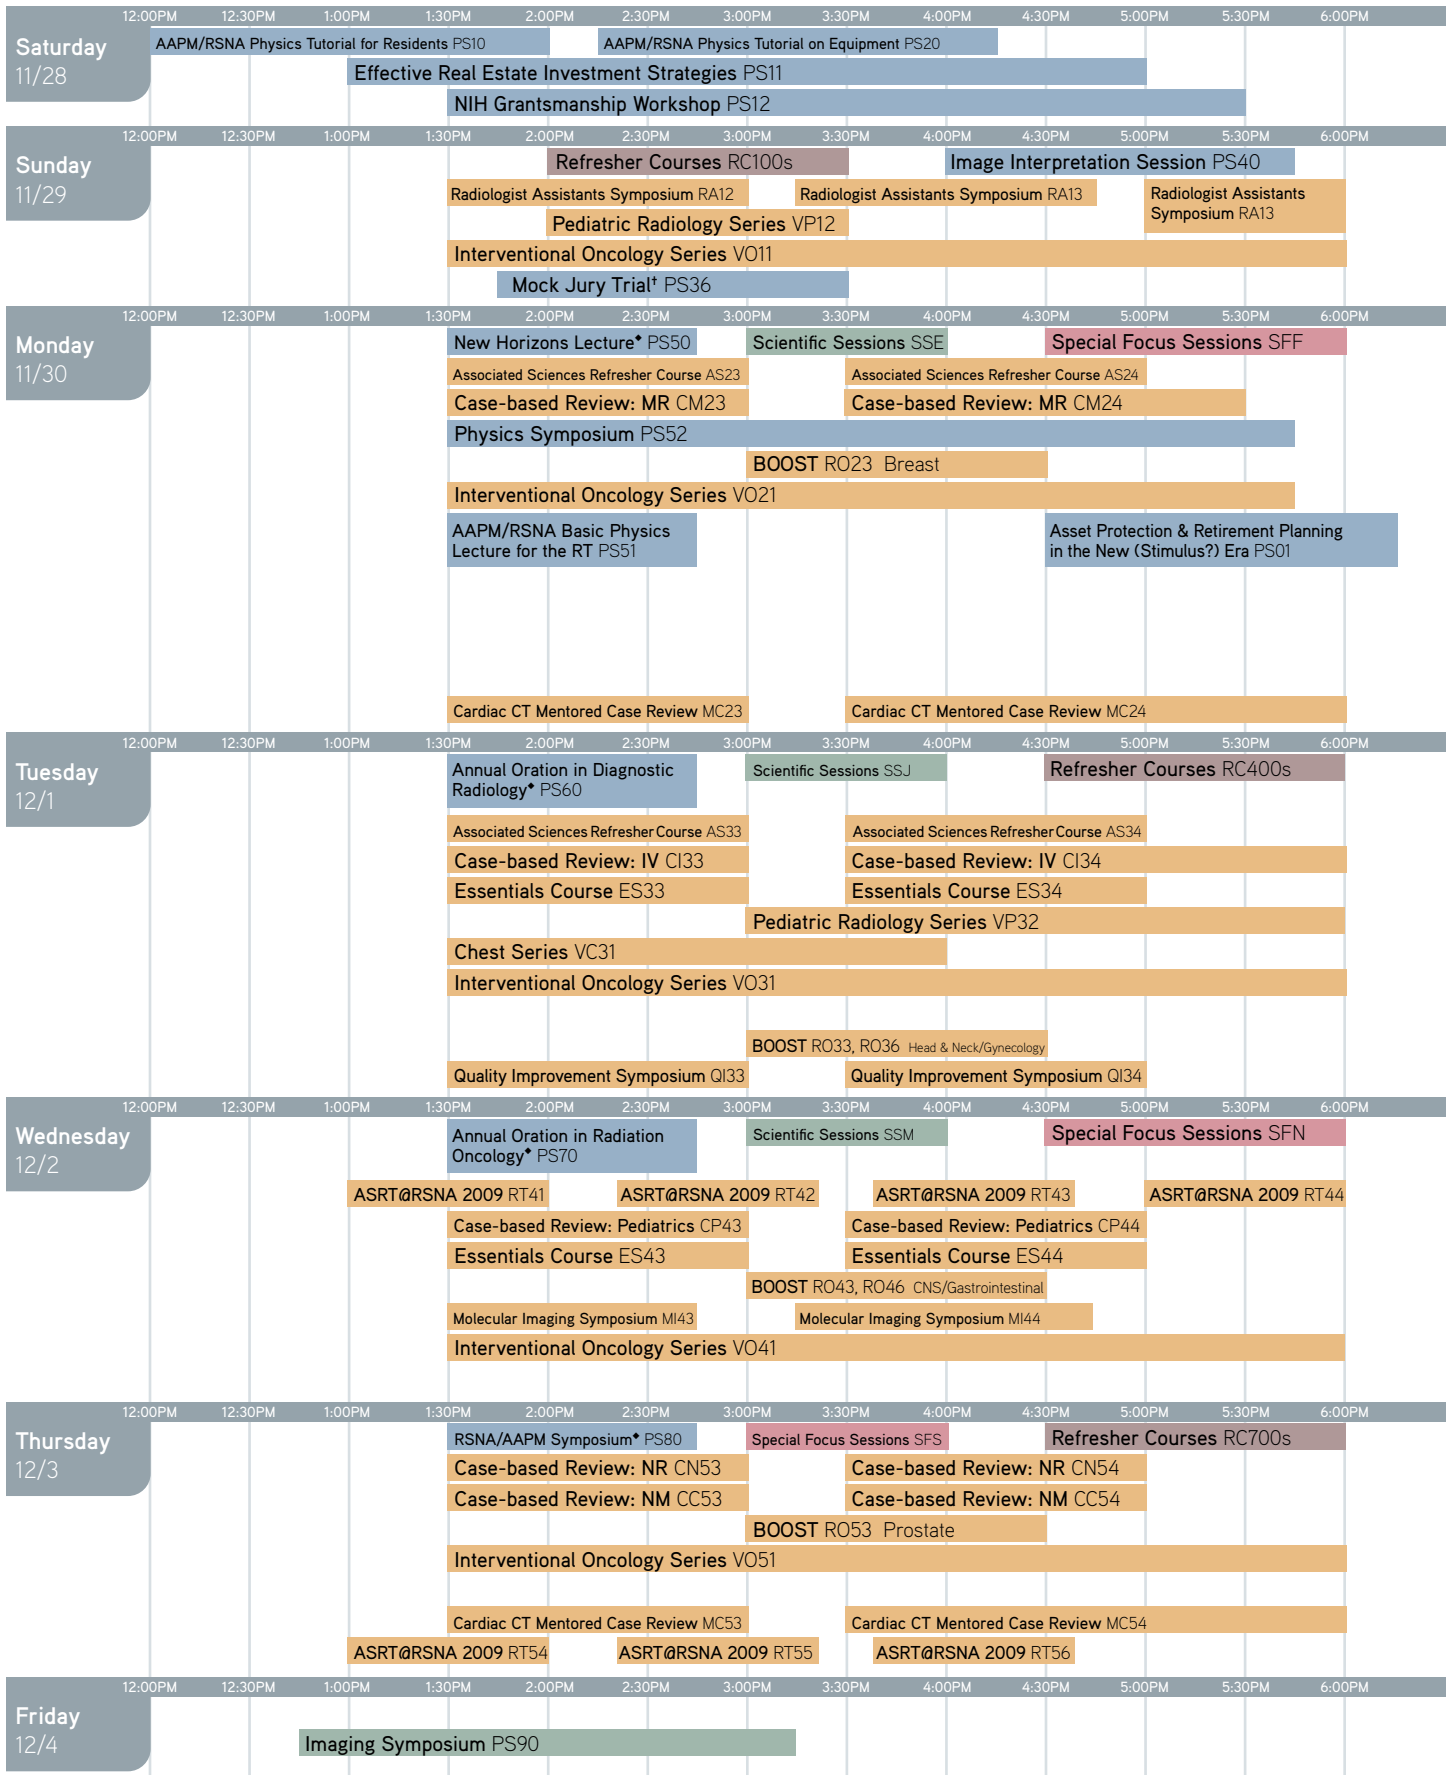 12:00PM 12:30PM 1:00PM 1:30PM 2:00PM 2:30PM 3:00PM 3:30PM 4:00PM 4:30PM 5:00PM 5:30PM 6:00PM
Saturday
11/28
AAPM/RSNA Physics Tutorial for Residents PS10
AAPM/RSNA Physics Tutorial on Equipment PS20
Effective Real Estate Investment Strategies PS11
NIH Grantsmanship Workshop PS12
12:00PM 12:30PM 1:00PM 1:30PM 2:00PM 2:30PM 3:00PM 3:30PM 4:00PM 4:30PM 5:00PM 5:30PM 6:00PM
Sunday
11/29
Refresher Courses RC100s
Image Interpretation Session PS40
Radiologist Assistants Symposium RA12
Radiologist Assistants Symposium RA13
Radiologist Assistants
Symposium RA13
Pediatric Radiology Series VP12
Interventional Oncology Series VO11
Mock Jury Trial† PS36
12:00PM 12:30PM 1:00PM 1:30PM 2:00PM 2:30PM 3:00PM 3:30PM 4:00PM 4:30PM 5:00PM 5:30PM 6:00PM
Monday
11/30
New Horizons Lecture◆ PS50
Scientific Sessions SSE
Special Focus Sessions SFF
Associated Sciences Refresher Course AS23
Associated Sciences Refresher Course AS24
Case-based Review: MR CM23
Case-based Review: MR CM24
Physics Symposium PS52
BOOST RO23 Breast
Interventional Oncology Series VO21
AAPM/RSNA Basic Physics
Lecture for the RT PS51
Asset Protection & Retirement Planning
in the New (Stimulus?) Era PS01
Cardiac CT Mentored Case Review MC23
Cardiac CT Mentored Case Review MC24
12:00PM 12:30PM 1:00PM 1:30PM 2:00PM 2:30PM 3:00PM 3:30PM 4:00PM 4:30PM 5:00PM 5:30PM 6:00PM
Tuesday
12/1
Annual Oration in Diagnostic
Radiology◆ PS60
Scientific Sessions SSJ
Refresher Courses RC400s
Associated Sciences Refresher Course AS33
Associated Sciences Refresher Course AS34
Case-based Review: IV CI33
Case-based Review: IV CI34
Essentials Course ES33
Essentials Course ES34
Pediatric Radiology Series VP32
Chest Series VC31
Interventional Oncology Series VO31
BOOST RO33, RO36 Head & Neck/Gynecology
Quality Improvement Symposium QI33
Quality Improvement Symposium QI34
12:00PM 12:30PM 1:00PM 1:30PM 2:00PM 2:30PM 3:00PM 3:30PM 4:00PM 4:30PM 5:00PM 5:30PM 6:00PM
Wednesday
12/2
Annual Oration in Radiation
Oncology◆ PS70
Scientific Sessions SSM
Special Focus Sessions SFN
ASRT@RSNA 2009 RT41
ASRT@RSNA 2009 RT42
ASRT@RSNA 2009 RT43
ASRT@RSNA 2009 RT44
Case-based Review: Pediatrics CP43
Case-based Review: Pediatrics CP44
Essentials Course ES43
Essentials Course ES44
BOOST RO43, RO46 CNS/Gastrointestinal
Molecular Imaging Symposium MI43
Molecular Imaging Symposium MI44
Interventional Oncology Series VO41
12:00PM 12:30PM 1:00PM 1:30PM 2:00PM 2:30PM 3:00PM 3:30PM 4:00PM 4:30PM 5:00PM 5:30PM 6:00PM
Thursday
12/3
RSNA/AAPM Symposium◆ PS80
Special Focus Sessions SFS
Refresher Courses RC700s
Case-based Review: NR CN53
Case-based Review: NR CN54
Case-based Review: NM CC53
Case-based Review: NM CC54
BOOST RO53 Prostate
Interventional Oncology Series VO51
Cardiac CT Mentored Case Review MC53
Cardiac CT Mentored Case Review MC54
ASRT@RSNA 2009 RT54
ASRT@RSNA 2009 RT55
ASRT@RSNA 2009 RT56
12:00PM 12:30PM 1:00PM 1:30PM 2:00PM 2:30PM 3:00PM 3:30PM 4:00PM 4:30PM 5:00PM 5:30PM 6:00PM
Friday
12/4
Imaging Symposium PS90